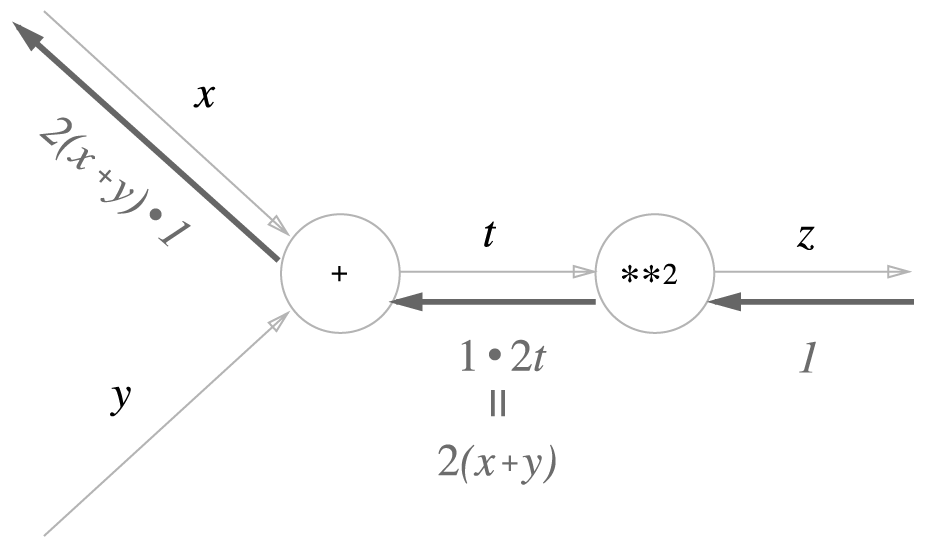 x
2(x+y)•1
t
z
+
**2
1•2t
=
2(x+y)
1
y